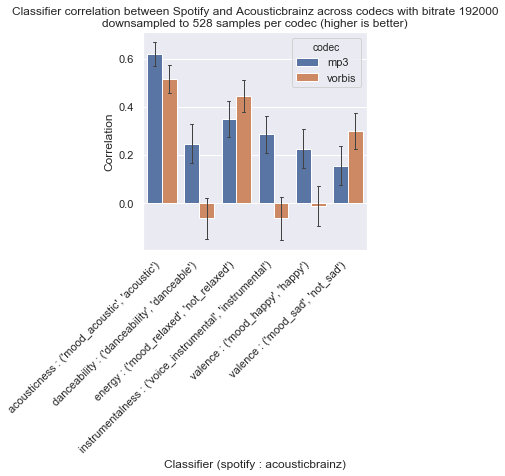 Classifier correlation between Spotify and Acousticbrainz across codecs with bitrate 192000
downsampled to 528 samples per codec (higher is better)
codec
mp3
vorbis
0.6
0.4
0.2
0.0
Correlation
acousticness : ('mood_acoustic', 'acoustic')
danceability : ('danceability', 'danceable')
energy : ('mood_relaxed', 'not_relaxed')
instrumentalness : ('voice_instrumental', 'instrumental')
valence : ('mood_happy', 'happy')
valence : ('mood_sad', 'not_sad')
Classifier (spotify : acousticbrainz)